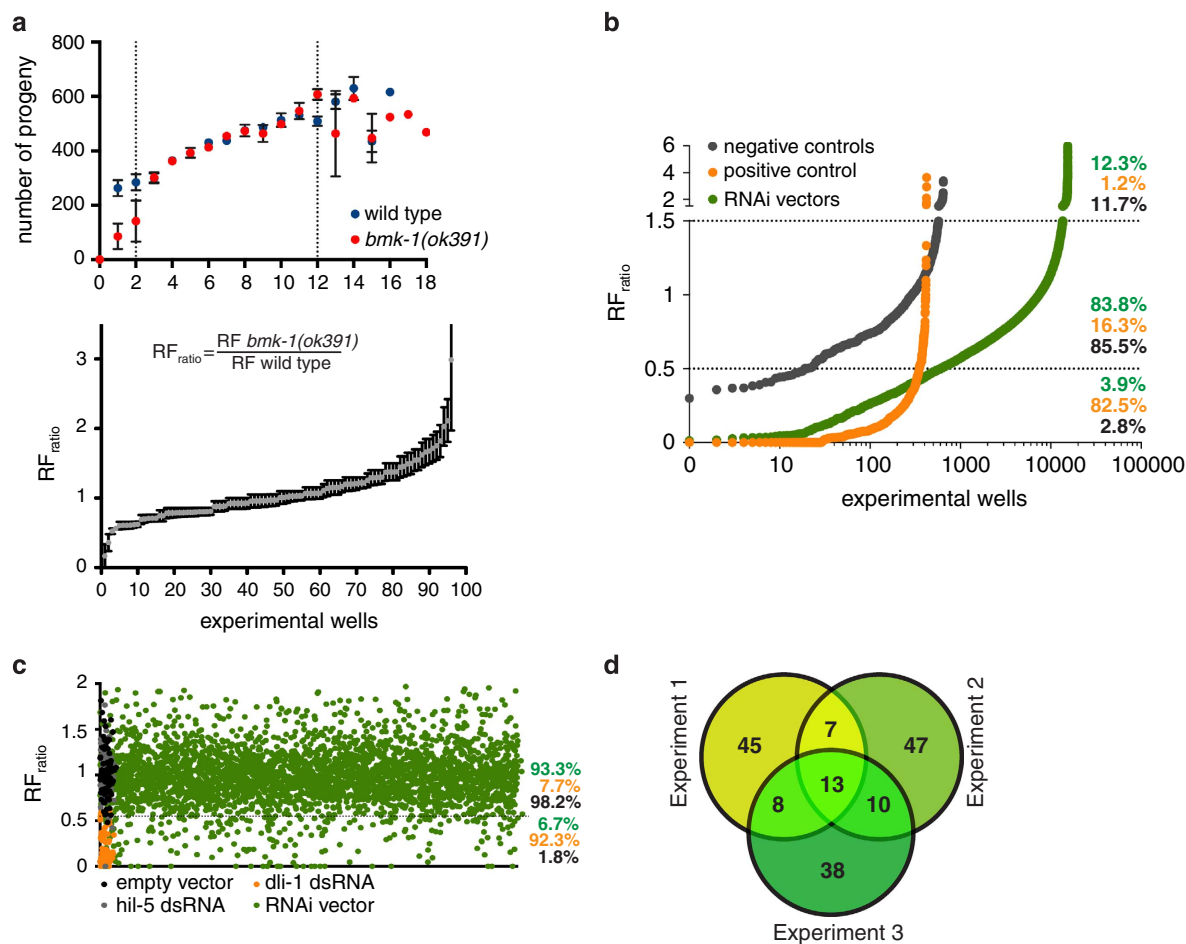 a
800
600
400
200
0
number of progeny
wild type
bmk-1(ok391)
0 2 4 6 8 10 12 14 16 18
RFratio = RF bmk-1(ok391)
RF wild type
3
2
1
0
RFratio
0 10 20 30 40 50 60 70 80 90 100
experimental wells
b
negative controls
positive control
RNAi vectors
6
4
2
1.5
1
0.5
0
RFratio
12.3%
1.2%
11.7%
83.8%
16.3%
85.5%
3.9%
82.5%
2.8%
0 10 100 1000 10000 100000
experimental wells
c
2
1.5
1
0.5
0
RFratio
93.3%
7.7%
98.2%
6.7%
92.3%
1.8%
empty vector dli-1 dsRNA
hil-5 dsRNA RNAi vector
d
Experiment 1
Experiment 2
45 7 47
13
8 10
38
Experiment 3